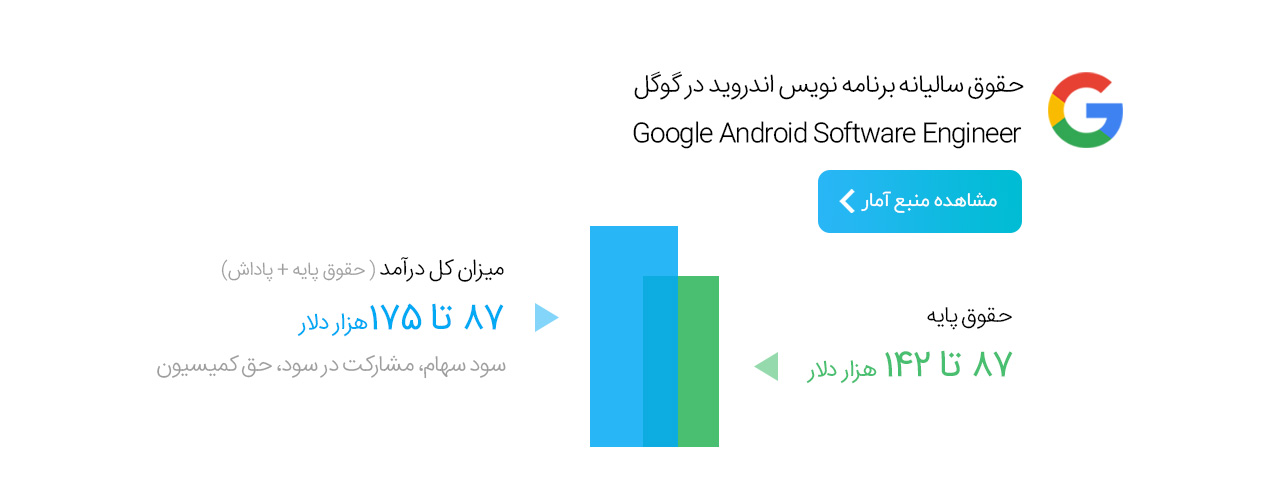 حقوق سالیانه برنامه نویس اندروید در گوگل
Google Android Software Engineer
مشاهده منبع آمار
حقوق پایه
۸۷ تا ۱۴۲ هزار دلار
میزان کل درآمد ( حقوق پایه + پاداش)
۸۷ تا ۱۷۵ هزار دلار
سود سهام، مشارکت در سود، حق کمیسیون